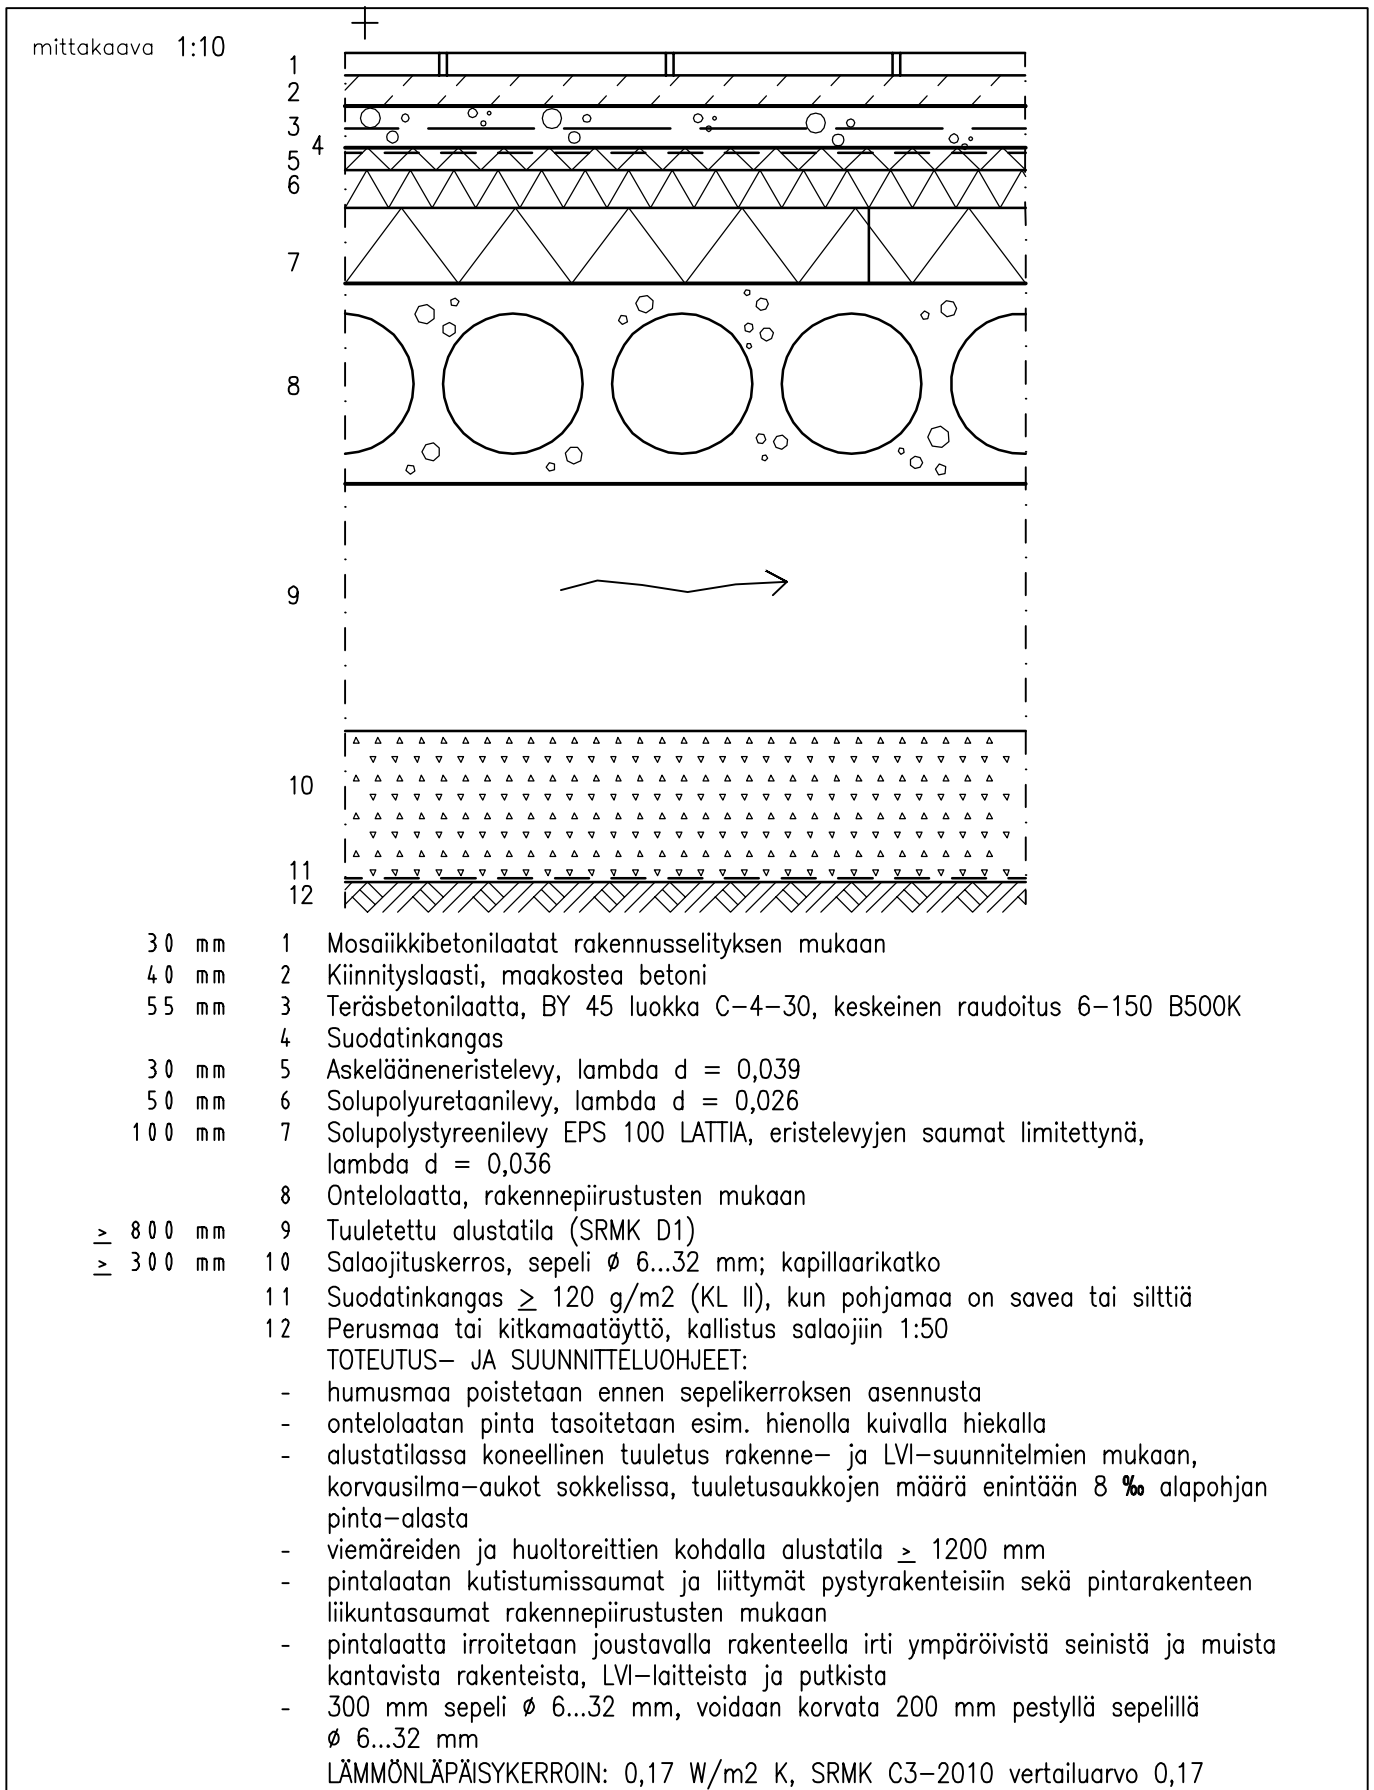 mittakaava 1:10
1
2
3
4
5
6
7
8
9
10
11
12
30 mm 1 Mosaiikkibetonilaatat rakennusselityksen mukaan
40 mm 2 Kiinnityslaasti, maakostea betoni
55 mm 3 Teräsbetonilaatta, BY 45 luokka C-4-30, keskeinen raudoitus 6-150 B500K
4 Suodatinkangas
30 mm 5 Askelääneneristelevy, lambda d = 0,039
50 mm 6 Solupolyuretaanilevy, lambda d = 0,026
100 mm 7 Solupolystyreenilevy EPS 100 LATTIA, eristelevyjen saumat limitettynä,
lambda d = 0,036
8 Ontelolaatta, rakennepiirustusten mukaan
≥ 800 mm 9 Tuuletettu alustatila (SRMK D1)
≥ 300 mm 10 Salaojituskerros, sepeli Ø 6...32 mm; kapillaarikatko
11 Suodatinkangas ≥ 120 g/m2 (KL II), kun pohjamaa on savea tai silttiä
12 Perusmaa tai kitkamaatäyttö, kallistus salaojiin 1:50
TOTEUTUS- JA SUUNNITTELUOHJEET:
- humusmaa poistetaan ennen sepelikerroksen asennusta
- ontelolaatan pinta tasoitetaan esim. hienolla kuivalla hiekalla
- alustatilassa koneellinen tuuletus rakenne- ja LVI-suunnitelmien mukaan,
korvausilma-aukot sokkelissa, tuuletusaukkojen määrä enintään 8 ‰ alapohjan
pinta-alasta
- viemäreiden ja huoltoreittien kohdalla alustatila ≥ 1200 mm
- pintalaatan kutistumissaumat ja liittymät pystyrakenteisiin sekä pintarakenteen
liikuntasaumat rakennepiirustusten mukaan
- pintalaatta irroitetaan joustavalla rakenteella irti ympäröivistä seinistä ja muista
kantavista rakenteista, LVI-laitteista ja putkista
- 300 mm sepeli Ø 6...32 mm, voidaan korvata 200 mm pestyllä sepelillä
Ø 6...32 mm
LÄMMÖNLÄPÄISYKERROIN: 0,17 W/m2 K, SRMK C3-2010 vertailuarvo 0,17